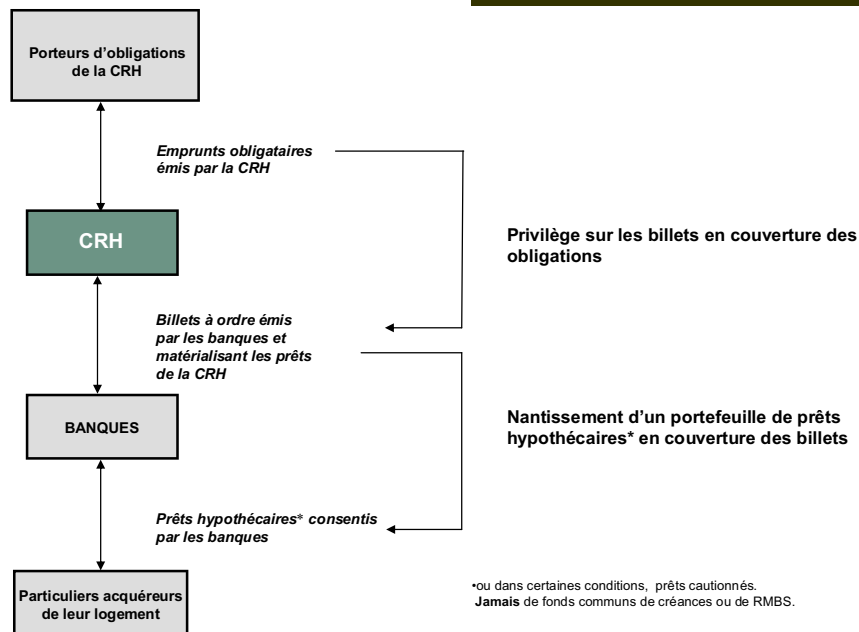 Porteurs d’obligations
de la CRH
Emprunts obligataires
émis par la CRH
CRH
Privilège sur les billets en couverture des
obligations
Billets à ordre émis
par les banques et
matérialisant les prêts
de la CRH
BANQUES
Nantissement d’un portefeuille de prêts
hypothécaires* en couverture des billets
Prêts hypothécaires* consentis
par les banques
Particuliers acquéreurs
de leur logement
•ou dans certaines conditions, prêts cautionnés.
Jamais de fonds communs de créances ou de RMBS.